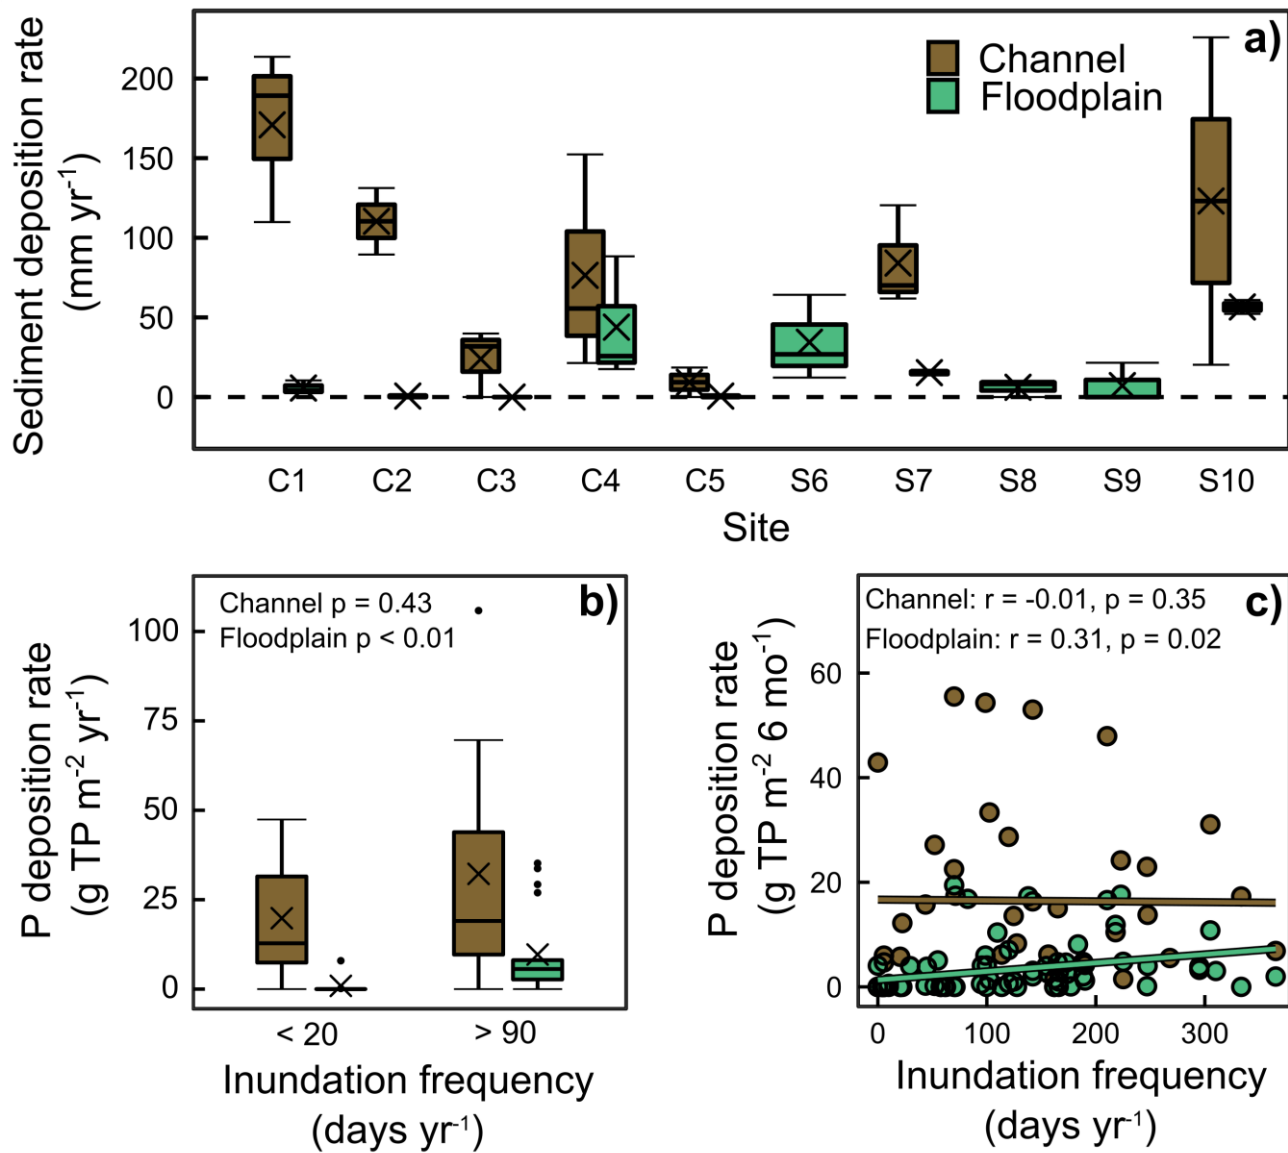 a)
Channel
Floodplain
Sediment deposition rate
(mm yr⁻¹)
200
150
100
50
0
C1 C2 C3 C4 C5 S6 S7 S8 S9 S10
Site
b)
Channel p = 0.43
Floodplain p < 0.01
P deposition rate
(g TP m⁻² yr⁻¹)
100
75
50
25
0
< 20 > 90
Inundation frequency
(days yr⁻¹)
c)
Channel: r = -0.01, p = 0.35
Floodplain: r = 0.31, p = 0.02
P deposition rate
(g TP m⁻² 6 mo⁻¹)
60
40
20
0
0 100 200 300
Inundation frequency
(days yr⁻¹)